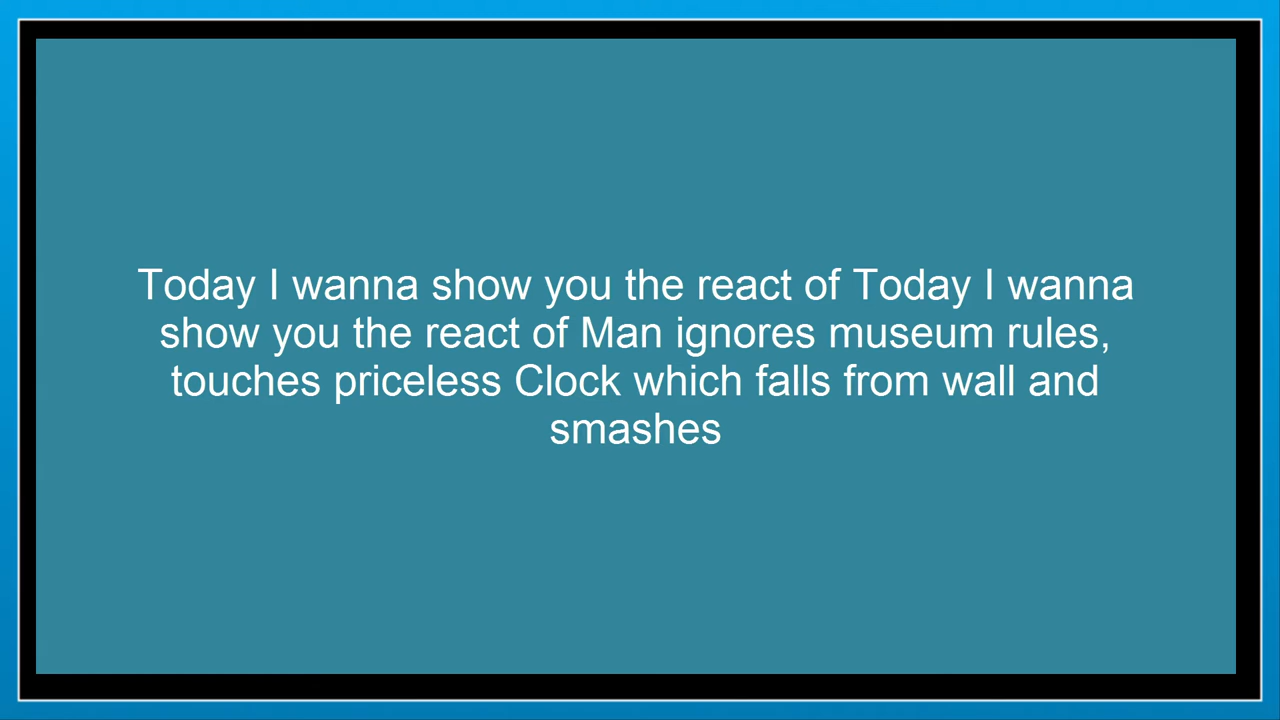 Today I wanna show you the react of Today I wanna
show you the react of Man ignores museum rules,
touches priceless Clock which falls from wall and
smashes